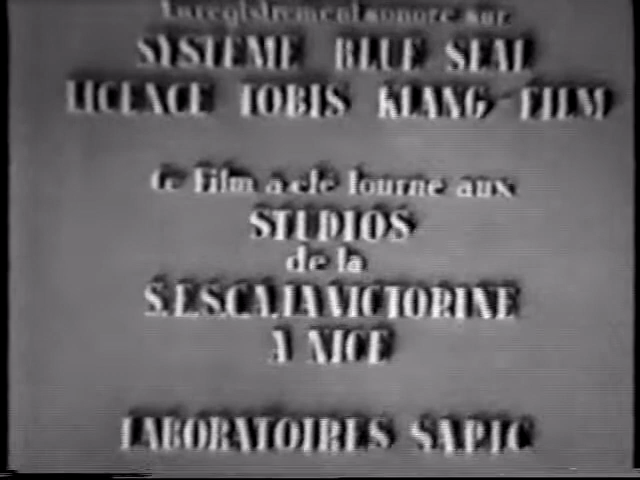 Enregistrement sonore sur
SYSTÈME BLUE SEAL
LICENCE TOBIS KLANG-FILM
Ce Film a été tourné aux
STUDIOS
de la
S.E.S.C.A. LA VICTORINE
A NICE
LABORATOIRES SAPIC